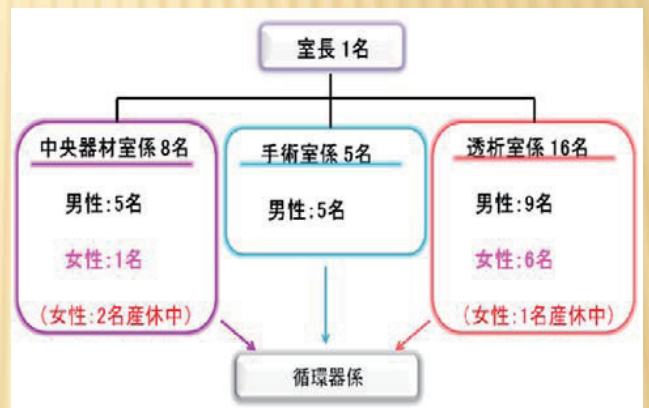 室長 1名
中央器材室係 8名
男性:5名
女性:1名
(女性:2名産休中)
手術室係 5名
男性:5名
透析室係 16名
男性:9名
女性:6名
(女性:1名産休中)
循環器係